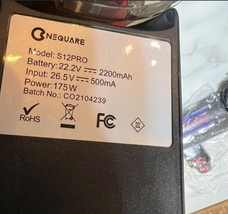 ONEQUARE
Model: S12PRO
Battery: 22.2V⎓2200mAh
Input: 26.5V⎓500mA
Power: 175W
Batch No.: CO2104239
RoHS
FC